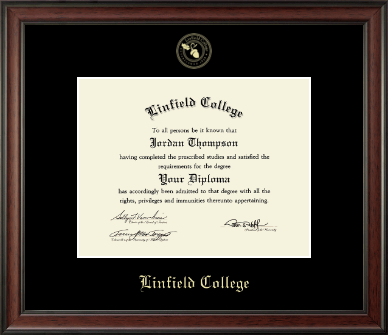 Linfield College
To all persons be it known that
Jordan Thompson
having completed the prescribed studies and satisfied the
requirements for the degree
Your Diploma
has accordingly been admitted to that degree with all the
rights, privileges and immunities thereunto appertaining.
Linfield College